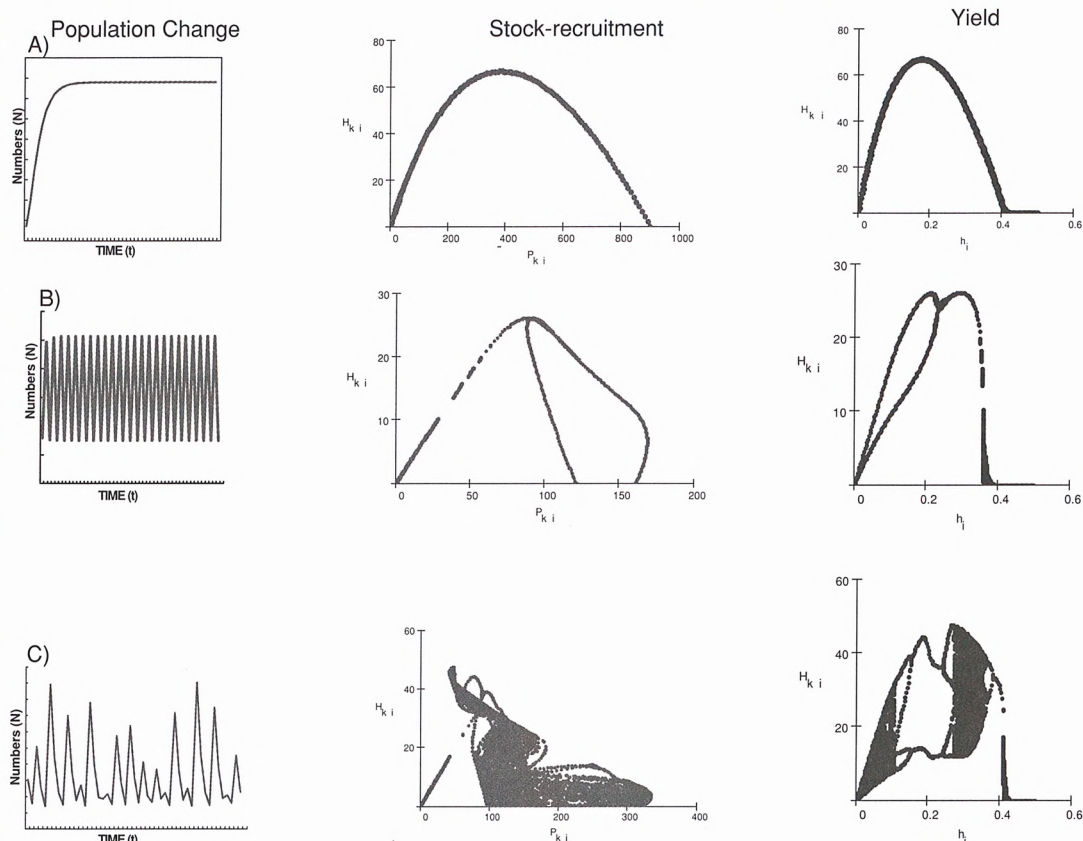 Population Change
Stock-recruitment
Yield
A)
Numbers (N)
TIME (t)
80
60
40
20
H k i
0
200
400
600
800
1000
P k i
80
60
40
20
H k i
0
0.2
0.4
0.6
h i
B)
Numbers (N)
TIME (t)
30
20
10
H k i
0
50
100
150
200
P k i
30
20
10
H k i
0
0.2
0.4
0.6
h i
C)
Numbers (N)
TIME (t)
60
40
20
H k i
0
100
200
300
400
P k i
60
40
20
H k i
0
0.2
0.4
0.6
h i